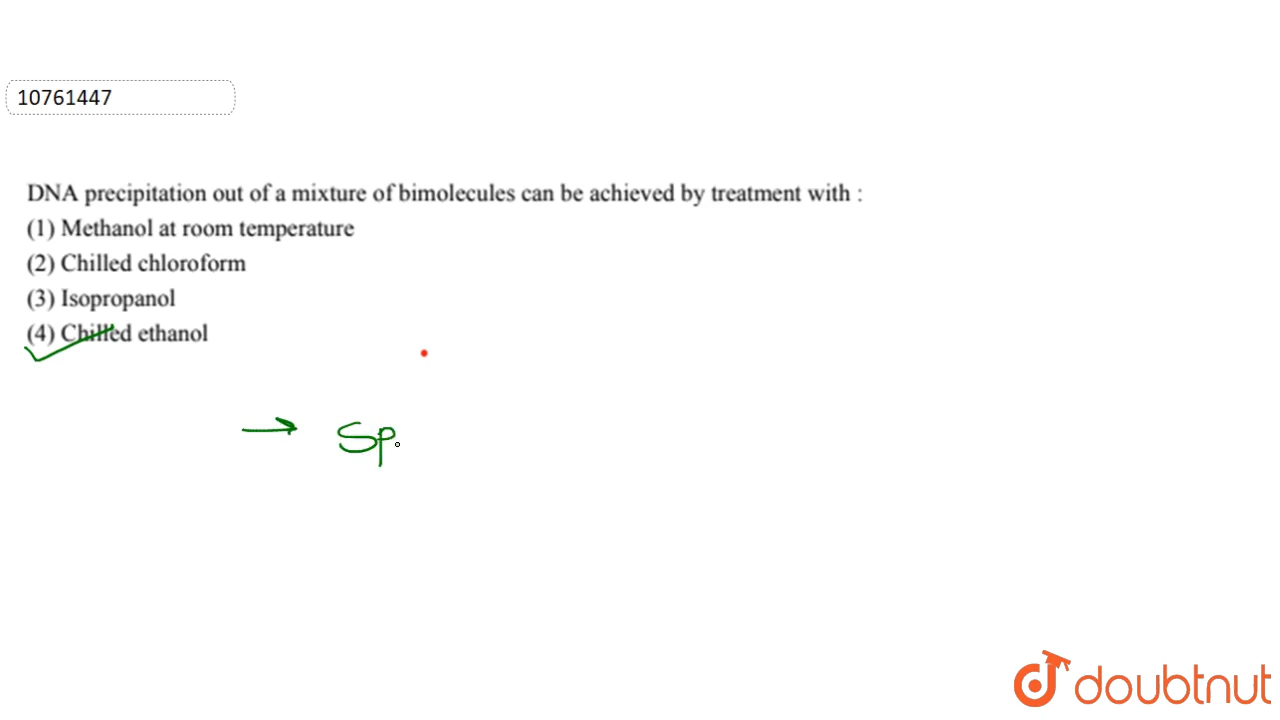 10761447
DNA precipitation out of a mixture of bimolecules can be achieved by treatment with :
(1) Methanol at room temperature
(2) Chilled chloroform
(3) Isopropanol
(4) Chilled ethanol
→ Sp
doubtnut